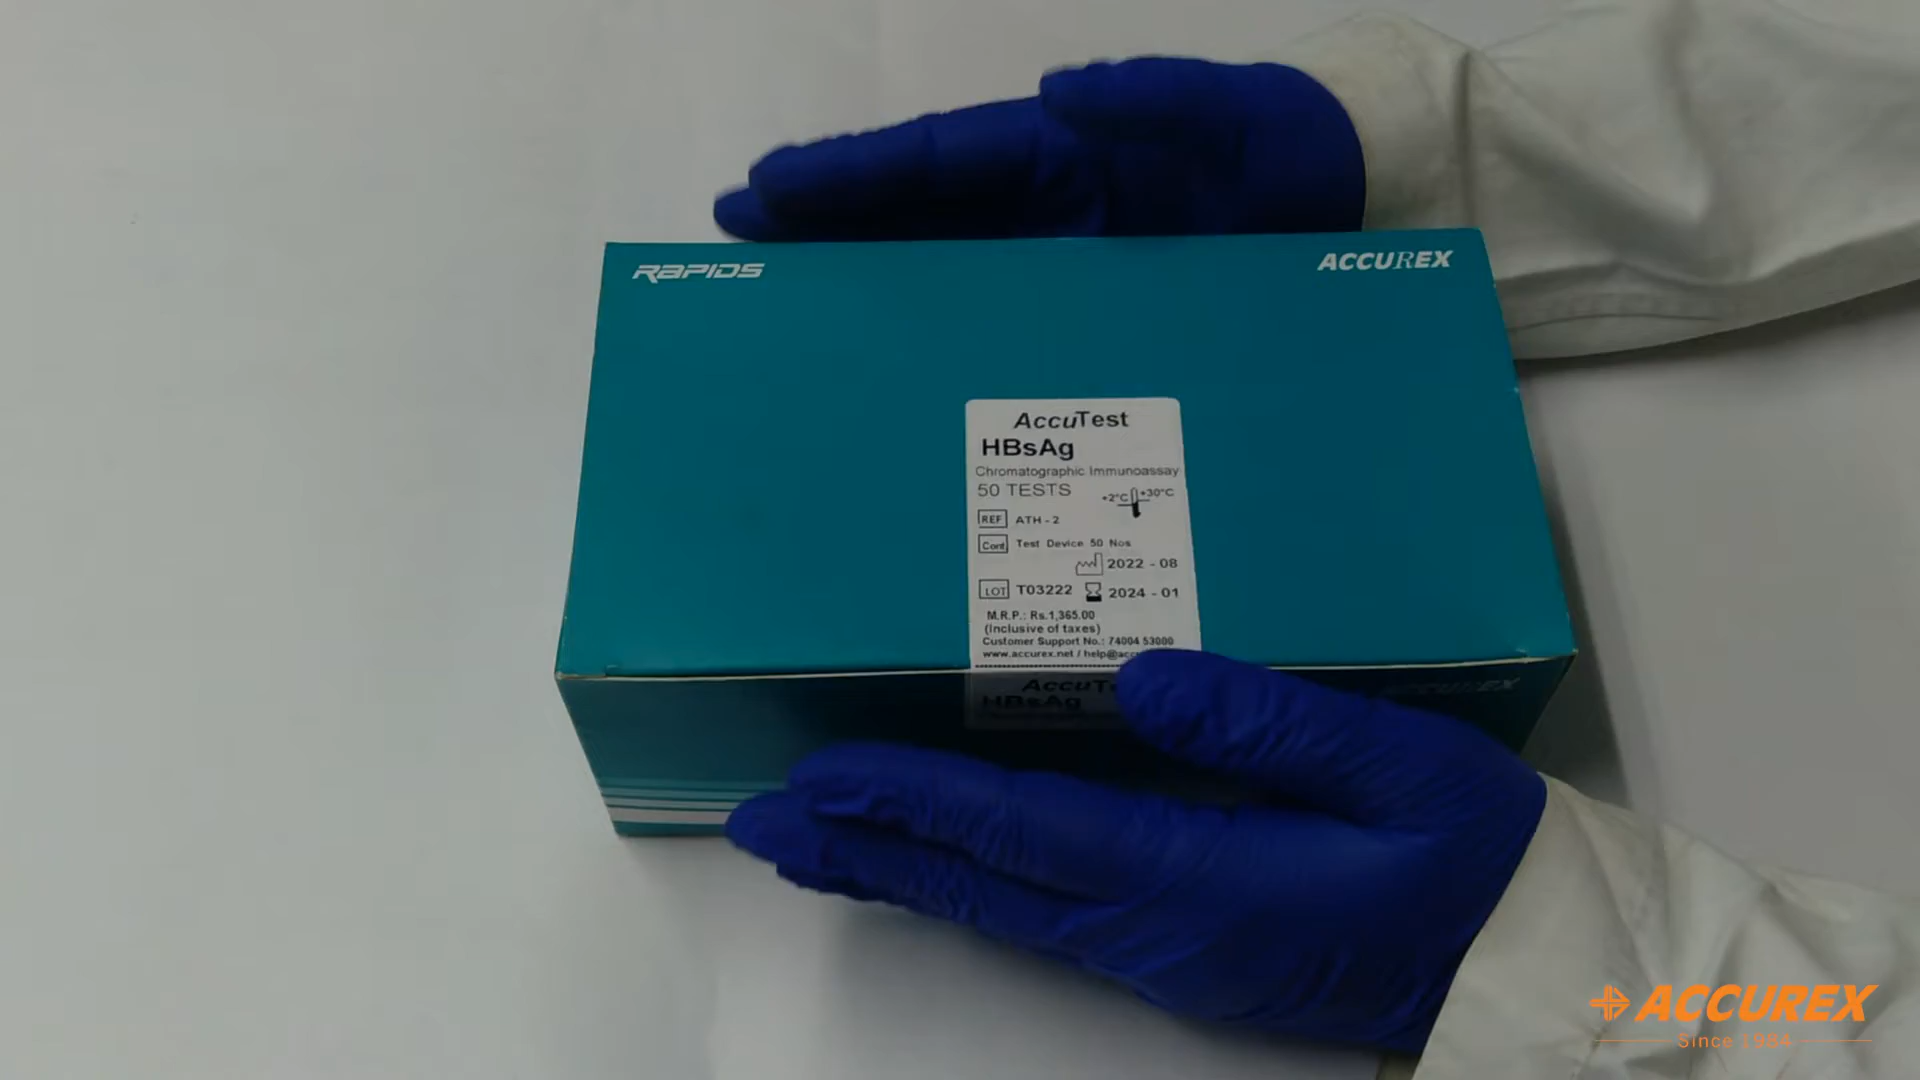 RAPIDS
ACCUREX
AccuTest
HBsAg
Chromatographic Immunoassay
50 TESTS
+2°C +30°C
REF ATH - 2
Cont. Test Device 50 Nos
2022 - 08
LOT T03222 2024 - 01
M.R.P.: Rs.1,365.00
(Inclusive of taxes)
Customer Support No.: 74004 53000
www.accurex.net /
AccuTe
HBsAg
ACCUREX
ACCUREX
Since 1984